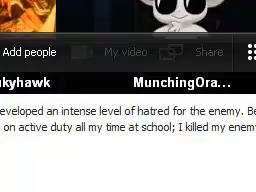 Add people My video Share
kyhawk MunchingOra...
eveloped an intense level of hatred for the enemy. Be
on active duty all my time at school; I killed my enem